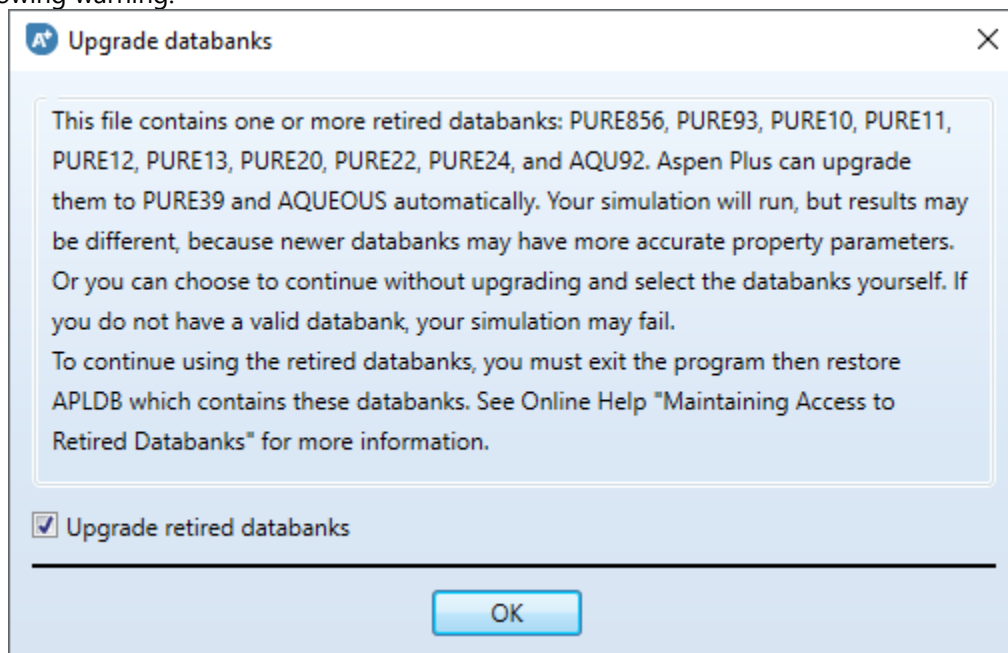 owing warning:
A+ Upgrade databanks
This file contains one or more retired databanks: PURE856, PURE93, PURE10, PURE11,
PURE12, PURE13, PURE20, PURE22, PURE24, and AQU92. Aspen Plus can upgrade
them to PURE39 and AQUEOUS automatically. Your simulation will run, but results may
be different, because newer databanks may have more accurate property parameters.
Or you can choose to continue without upgrading and select the databanks yourself. If
you do not have a valid databank, your simulation may fail.
To continue using the retired databanks, you must exit the program then restore
APLDB which contains these databanks. See Online Help "Maintaining Access to
Retired Databanks" for more information.
Upgrade retired databanks
OK